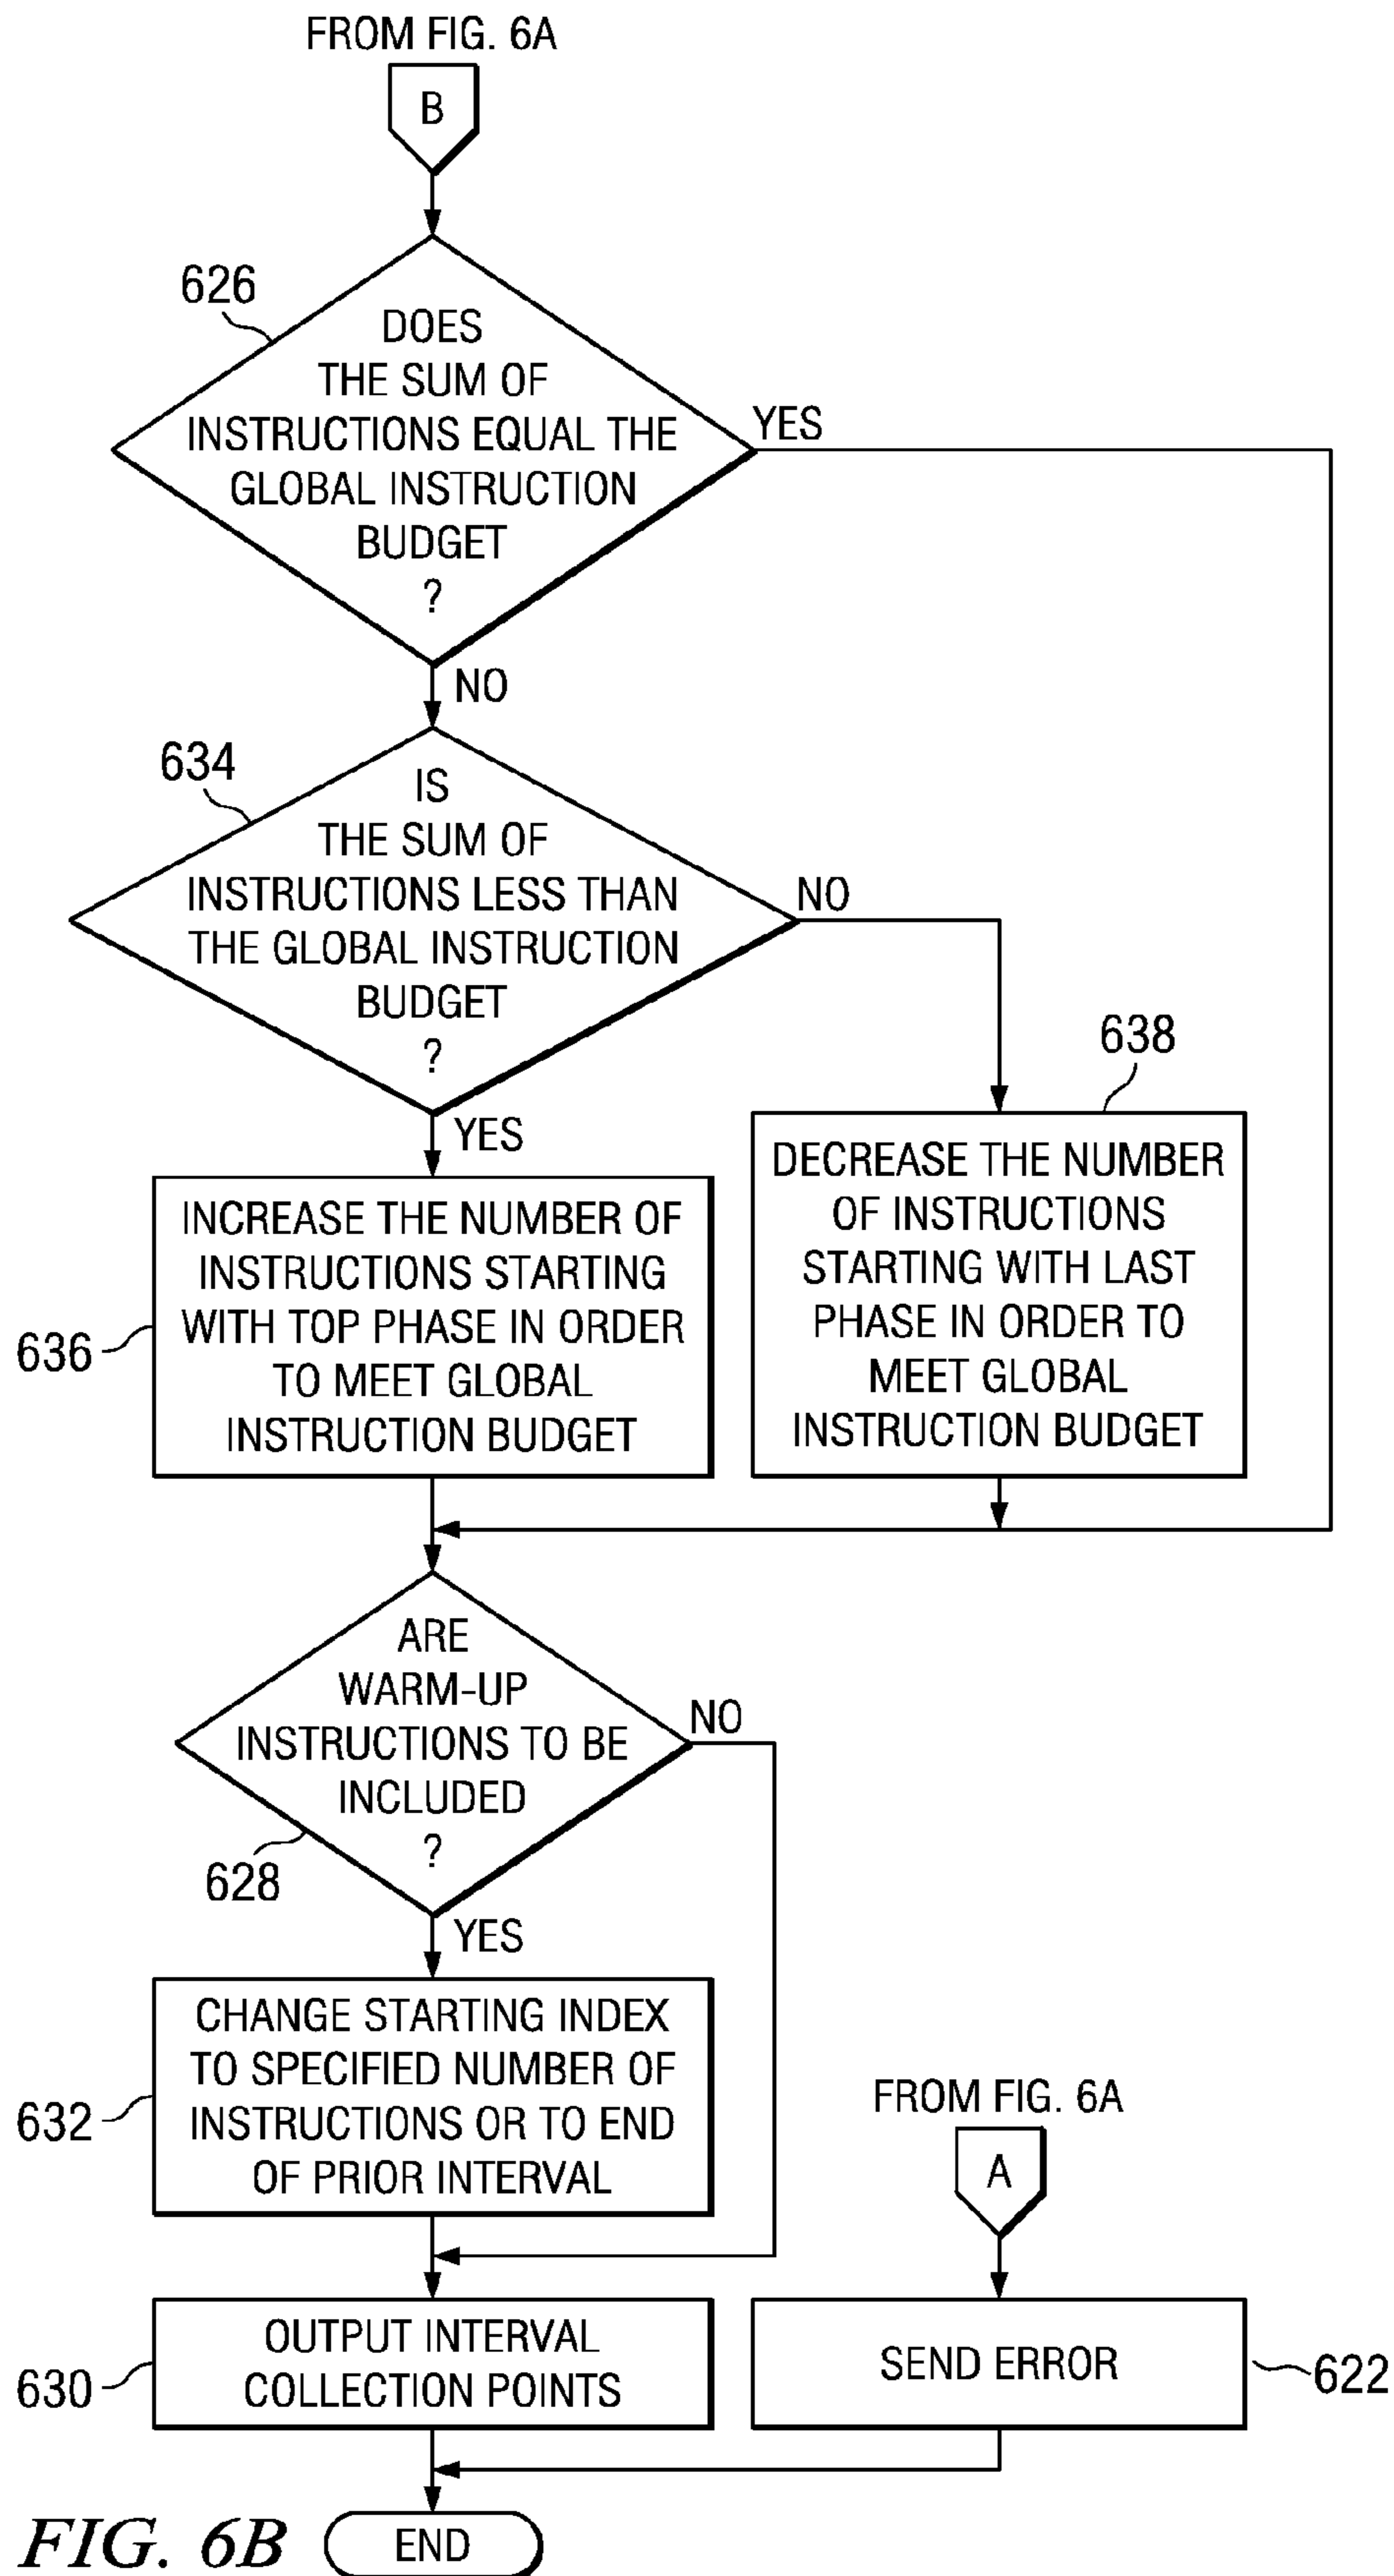 FROM FIG. 6A
B
626
DOES
THE SUM OF
INSTRUCTIONS EQUAL THE
GLOBAL INSTRUCTION
BUDGET
?
YES
NO
634
IS
THE SUM OF
INSTRUCTIONS LESS THAN
THE GLOBAL INSTRUCTION
BUDGET
?
NO
YES
638
DECREASE THE NUMBER
OF INSTRUCTIONS
STARTING WITH LAST
PHASE IN ORDER TO
MEET GLOBAL
INSTRUCTION BUDGET
636
INCREASE THE NUMBER OF
INSTRUCTIONS STARTING
WITH TOP PHASE IN ORDER
TO MEET GLOBAL
INSTRUCTION BUDGET
ARE
WARM-UP
INSTRUCTIONS TO BE
INCLUDED
?
NO
628
YES
632
CHANGE STARTING INDEX
TO SPECIFIED NUMBER OF
INSTRUCTIONS OR TO END
OF PRIOR INTERVAL
FROM FIG. 6A
A
630
OUTPUT INTERVAL
COLLECTION POINTS
SEND ERROR
622
FIG. 6B
END